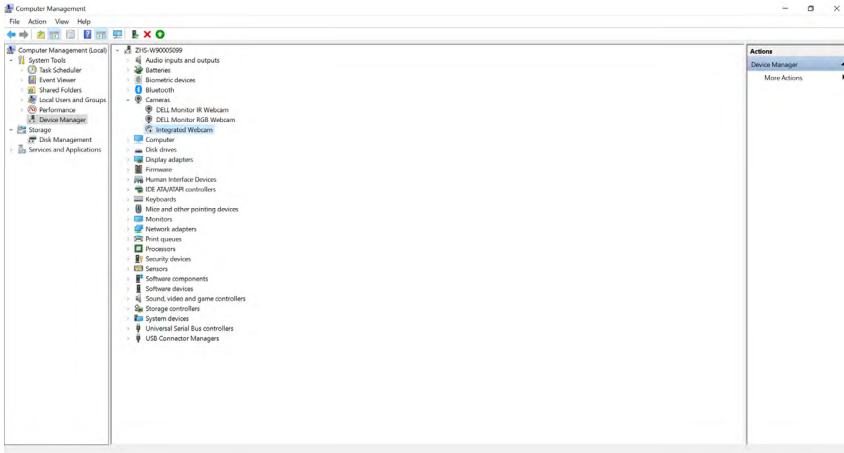 Computer Management
File Action View Help
Computer Management (Local)
System Tools
Task Scheduler
Event Viewer
Shared Folders
Local Users and Groups
Performance
Device Manager
Storage
Disk Management
Services and Applications
ZHS-W90005099
Audio inputs and outputs
Batteries
Biometric devices
Bluetooth
Cameras
DELL Monitor IR Webcam
DELL Monitor RGB Webcam
Integrated Webcam
Computer
Disk drives
Display adapters
Firmware
Human Interface Devices
IDE ATA/ATAPI controllers
Keyboards
Mice and other pointing devices
Monitors
Network adapters
Print queues
Processors
Security devices
Sensors
Software components
Software devices
Sound, video and game controllers
Storage controllers
System devices
Universal Serial Bus controllers
USB Connector Managers
Actions
Device Manager
More Actions